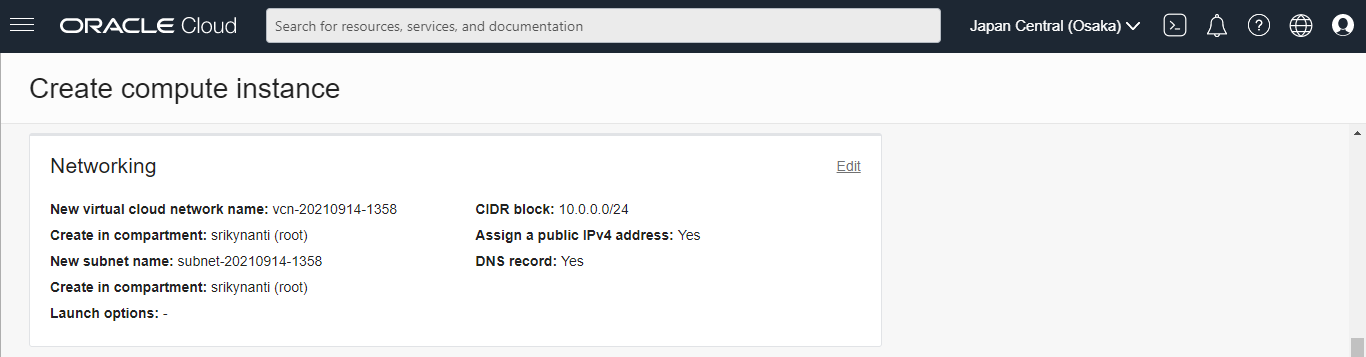 ORACLE Cloud
Search for resources, services, and documentation
Japan Central (Osaka)
Create compute instance
Networking
Edit
New virtual cloud network name: vcn-20210914-1358
Create in compartment: srikynanti (root)
New subnet name: subnet-20210914-1358
Create in compartment: srikynanti (root)
Launch options: -
CIDR block: 10.0.0.0/24
Assign a public IPv4 address: Yes
DNS record: Yes